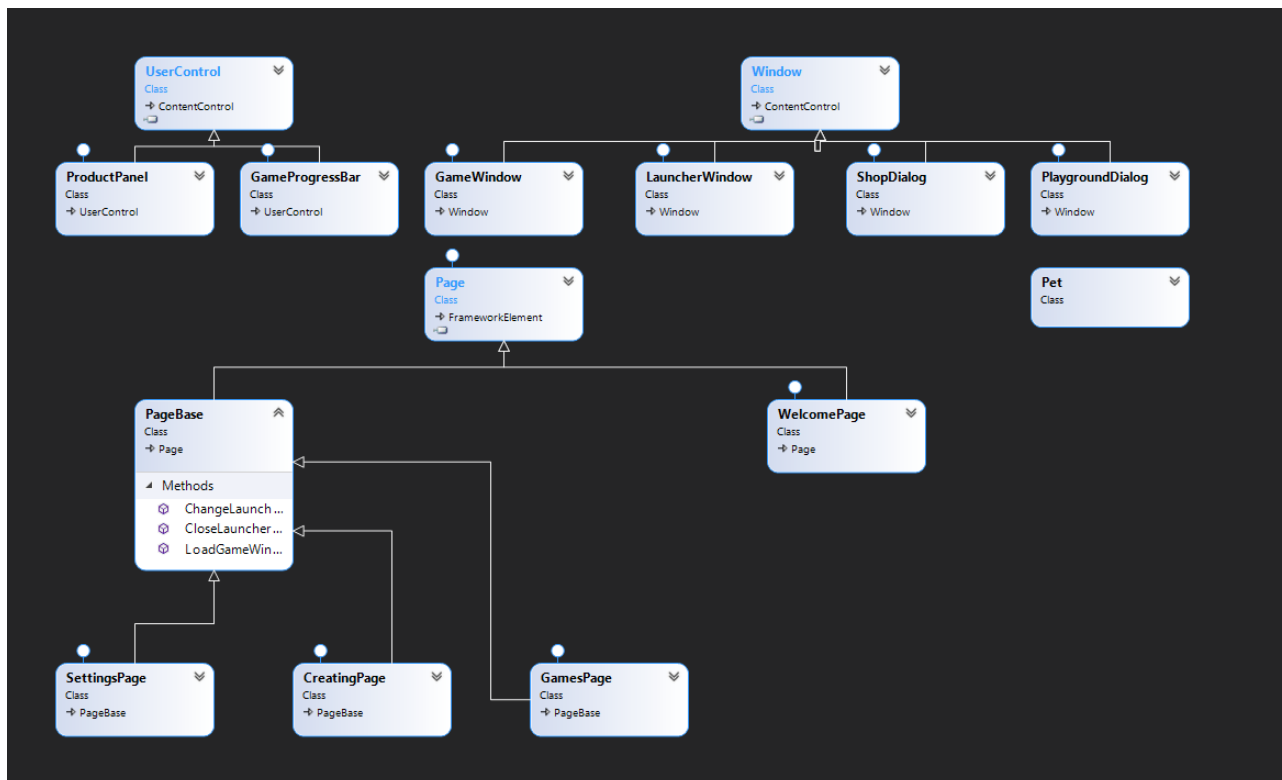 UserControl
Class
ContentControl
Window
Class
ContentControl
ProductPanel
Class
UserControl
GameProgressBar
Class
UserControl
GameWindow
Class
Window
LauncherWindow
Class
Window
ShopDialog
Class
Window
PlaygroundDialog
Class
Window
Page
Class
FrameworkElement
Pet
Class
PageBase
Class
Page
Methods
ChangeLaunch...
CloseLauncher...
LoadGameWin...
WelcomePage
Class
Page
SettingsPage
Class
PageBase
CreatingPage
Class
PageBase
GamesPage
Class
PageBase